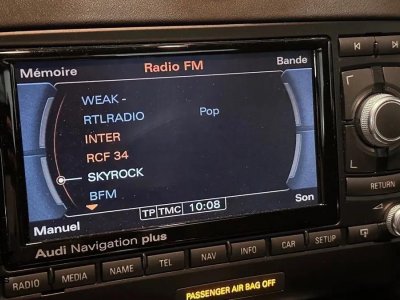 Mémoire Radio FM Bande
WEAK -
RTLRADIO Pop
INTER
RCF 34
SKYROCK
BFM
TP TMC 10:08
Manuel Son
Audi Navigation plus
RETURN
RADIO MEDIA NAME TEL NAV INFO CAR SETUP
PASSENGER AIR BAG OFF